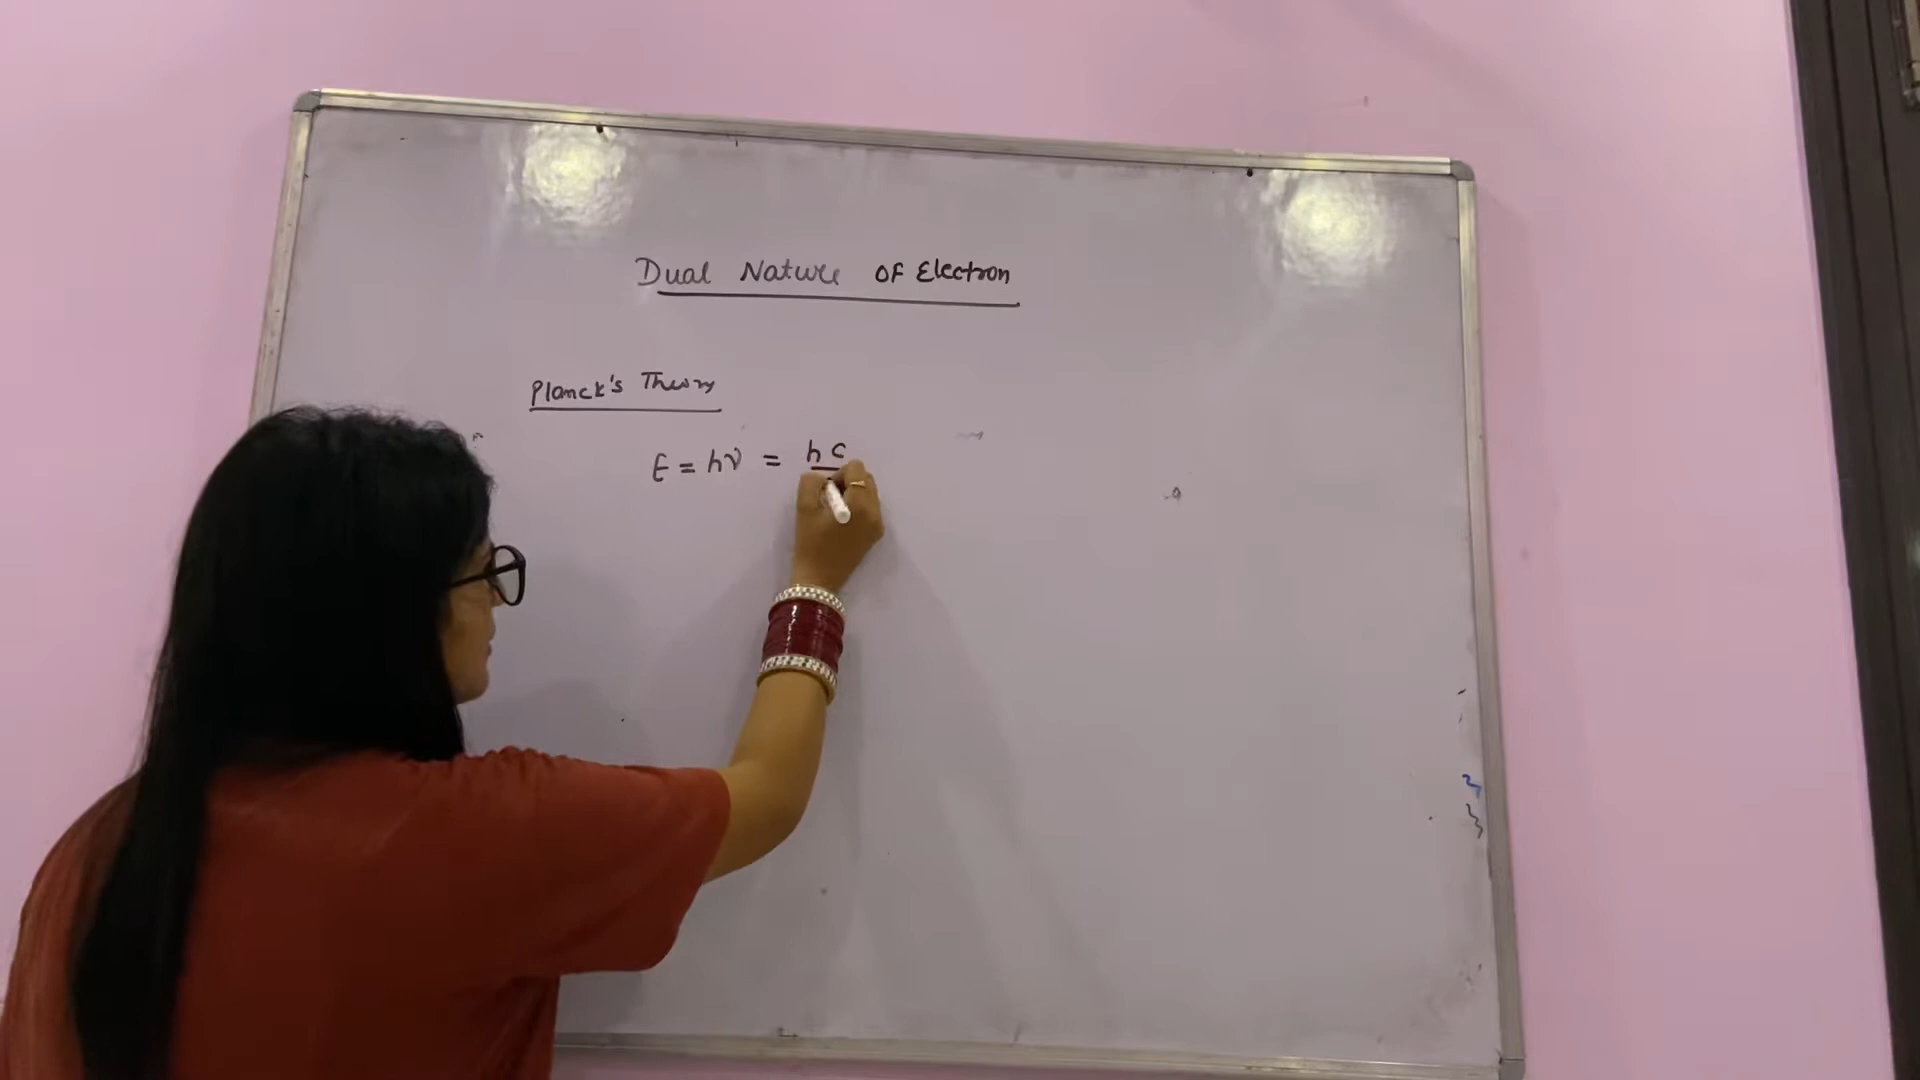 Dual Nature OF Electron
Planck's Theory
E = hν = hc